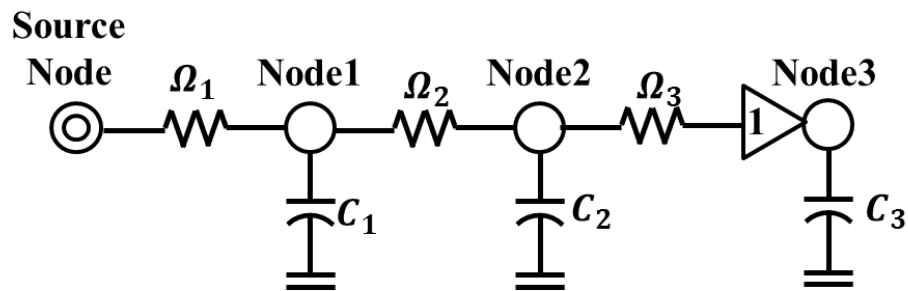 Source
Node
Ω₁
Node1
Ω₂
Node2
Ω₃
Node3
1
C₁
C₂
C₃